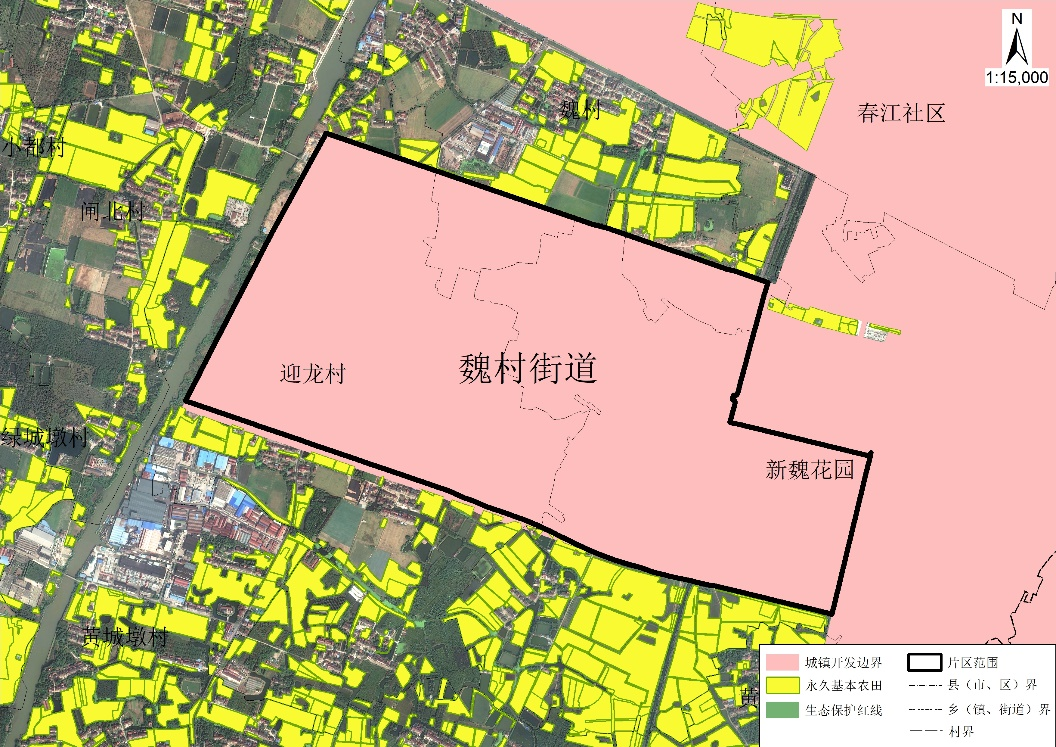 N
1:15,000
春江社区
魏村
小都村
闸北村
迎龙村
魏村街道
绿城墩村
新魏花园
黄城墩村
苗
城镇开发边界
永久基本农田
生态保护红线
片区范围
县（市、区）界
乡（镇、街道）界
村界